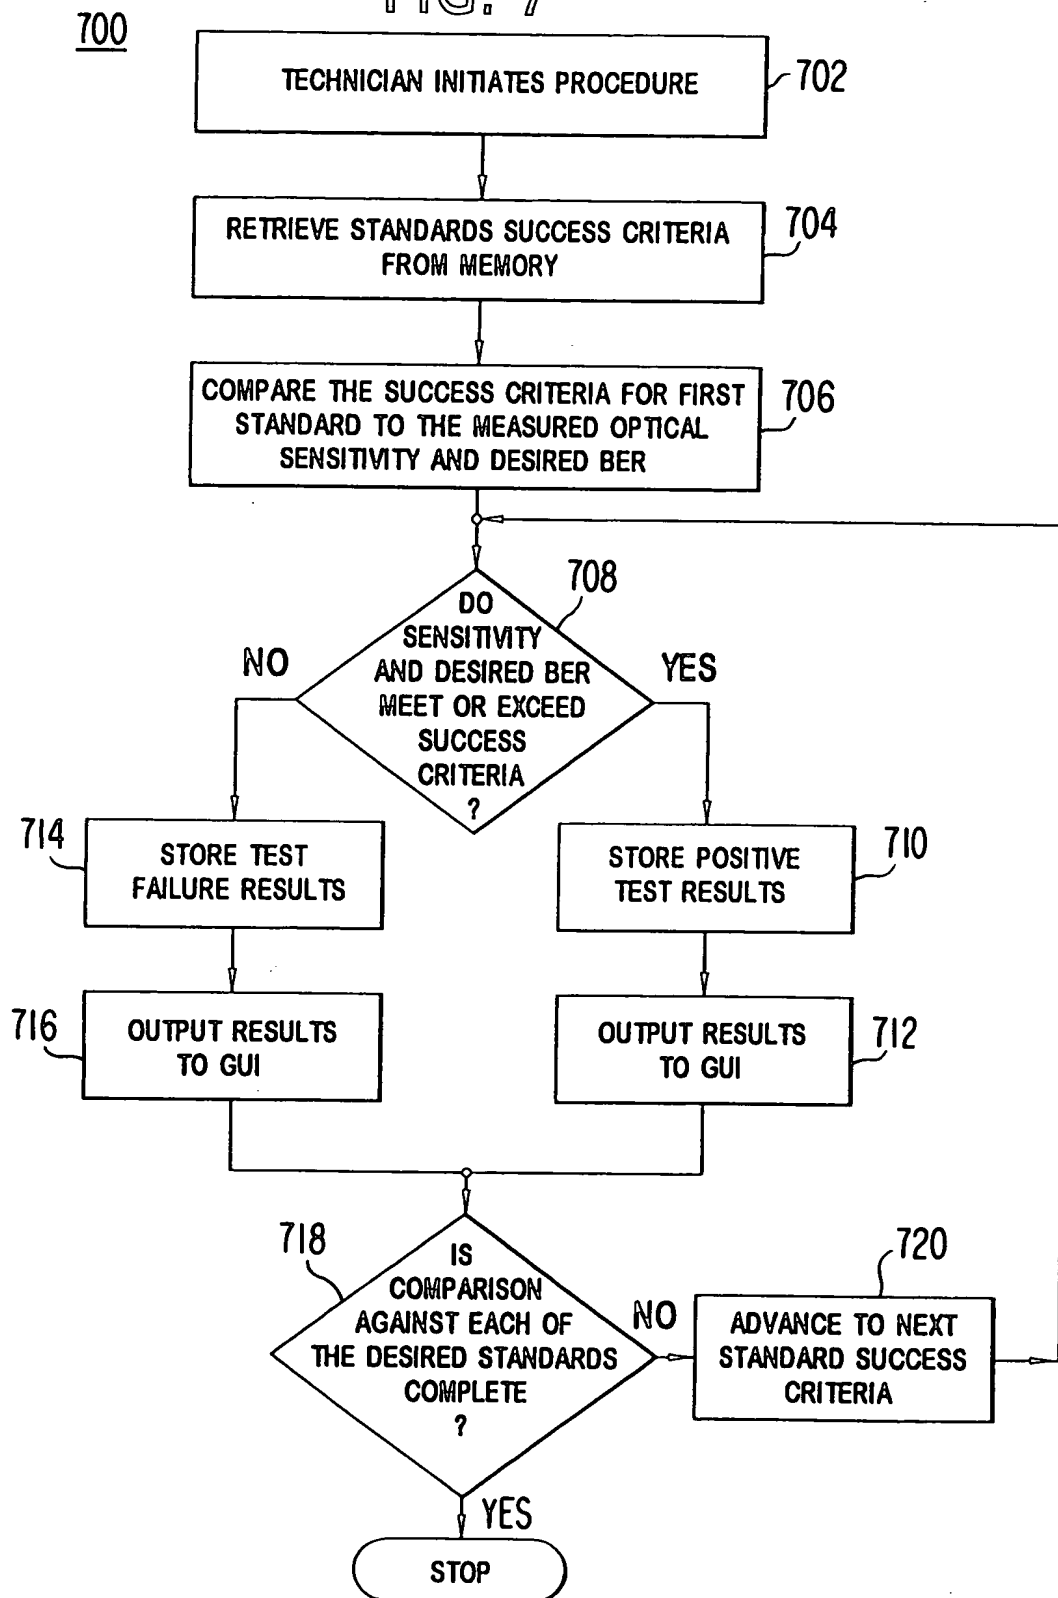 FIG. 7
700
TECHNICIAN INITIATES PROCEDURE
702
RETRIEVE STANDARDS SUCCESS CRITERIA
FROM MEMORY
704
COMPARE THE SUCCESS CRITERIA FOR FIRST
STANDARD TO THE MEASURED OPTICAL
SENSITIVITY AND DESIRED BER
706
708
DO
SENSITIVITY
AND DESIRED BER
MEET OR EXCEED
SUCCESS
CRITERIA
?
NO
YES
714
STORE TEST
FAILURE RESULTS
STORE POSITIVE
TEST RESULTS
710
716
OUTPUT RESULTS
TO GUI
OUTPUT RESULTS
TO GUI
712
718
IS
COMPARISON
AGAINST EACH OF
THE DESIRED STANDARDS
COMPLETE
?
NO
720
ADVANCE TO NEXT
STANDARD SUCCESS
CRITERIA
YES
STOP